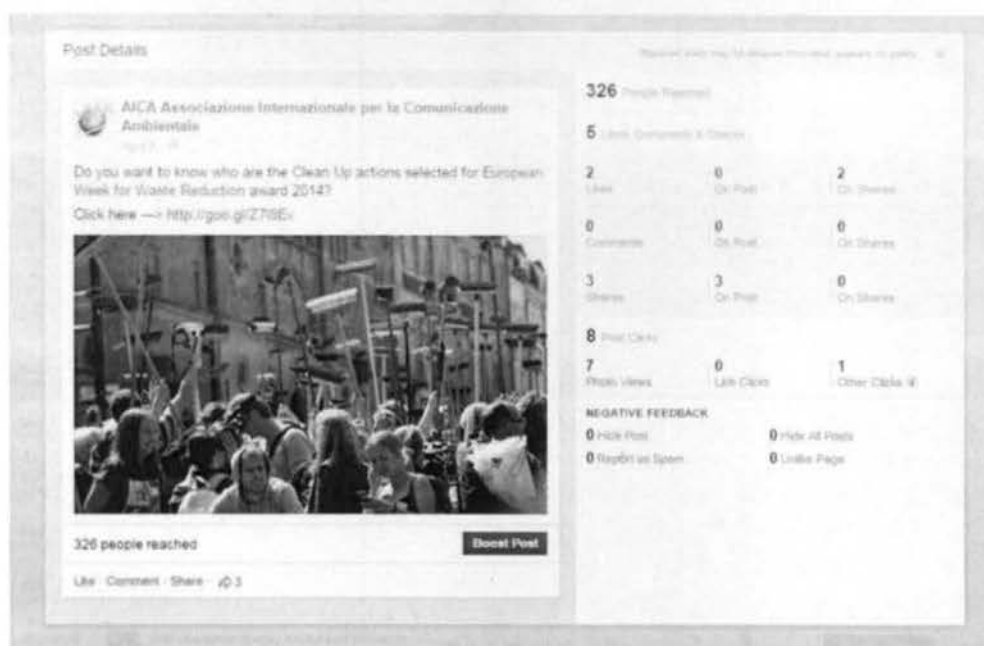 Post Details
AICA Associazione Internazionale per la Comunicazione
Ambientale
Do you want to know who are the Clean Up actions selected for European
Week for Waste Reduction award 2014?
Click here —> http://goo.gl/
326 people reached
Boost Post
Like · Comment · Share · 3
326 People Reached
5 Likes, Comments & Shares
2 0 2
Likes On Post On Shares
0 0 0
Comments On Post On Shares
3 3 0
Shares On Post On Shares
8 Post Clicks
7 0 1
Photo Views Link Clicks Other Clicks
NEGATIVE FEEDBACK
0 Hide Post 0 Hide All Posts
0 Report as Spam 0 Unlike Page